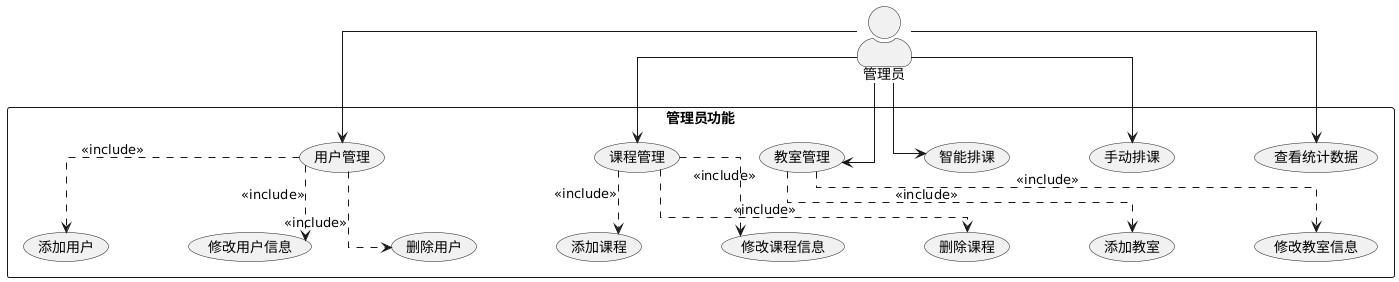 管理员
管理员功能
用户管理
课程管理
教室管理
智能排课
手动排课
查看统计数据
<<include>>
<<include>>
<<include>>
<<include>>
<<include>>
<<include>>
<<include>>
<<include>>
添加用户
修改用户信息
删除用户
添加课程
修改课程信息
删除课程
添加教室
修改教室信息